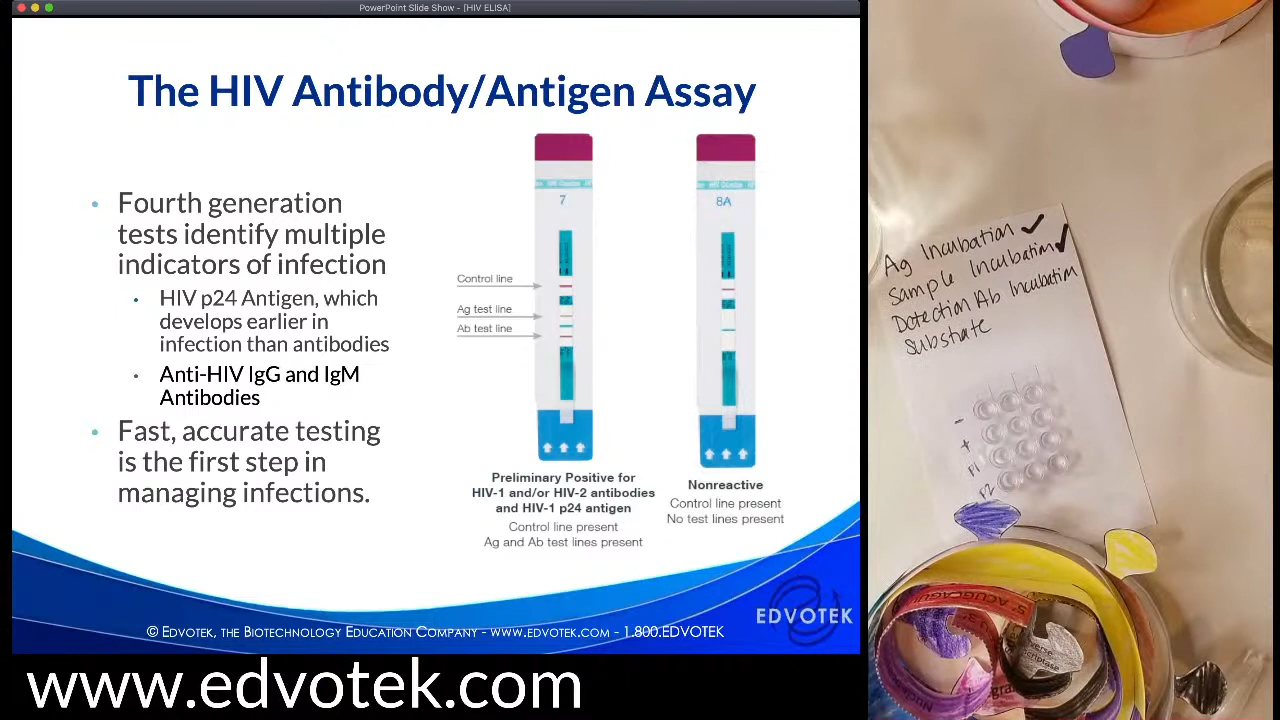 PowerPoint Slide Show - [HIV ELISA]
The HIV Antibody/Antigen Assay
• Fourth generation
tests identify multiple
indicators of infection
• HIV p24 Antigen, which
develops earlier in
infection than antibodies
• Anti-HIV IgG and IgM
Antibodies
• Fast, accurate testing
is the first step in
managing infections.
7
8A
Control line
Ag test line
Ab test line
Preliminary Positive for
HIV-1 and/or HIV-2 antibodies
and HIV-1 p24 antigen
Control line present
Ag and Ab test lines present
Nonreactive
Control line present
No test lines present
EDVOTEK
© EDVOTEK, THE BIOTECHNOLOGY EDUCATION COMPANY - WWW.EDVOTEK.COM - 1.800.EDVOTEK
www.edvotek.com
Ag Incubation ✓
Sample Incubation ✓
Detection Ab Incubation
Substrate
-
+
P1
P2